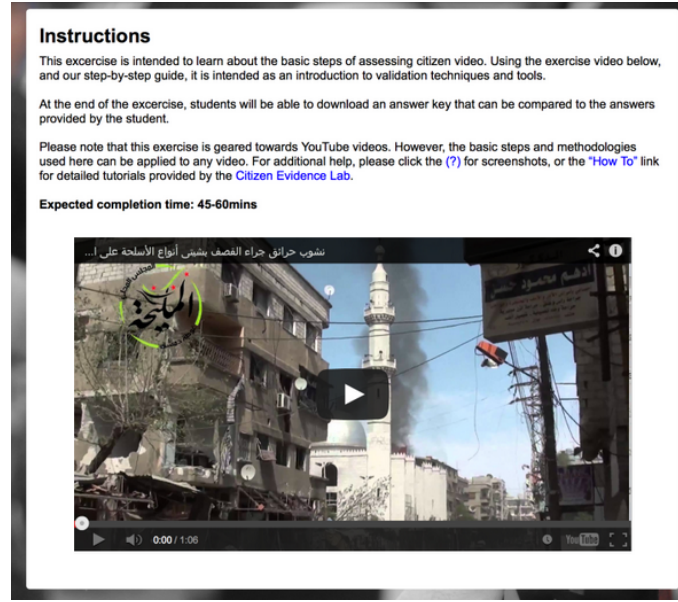 Instructions
This excercise is intended to learn about the basic steps of assessing citizen video. Using the exercise video below,
and our step-by-step guide, it is intended as an introduction to validation techniques and tools.
At the end of the excercise, students will be able to download an answer key that can be compared to the answers
provided by the student.
Please note that this exercise is geared towards YouTube videos. However, the basic steps and methodologies
used here can be applied to any video. For additional help, please click the (?) for screenshots, or the “How To” link
for detailed tutorials provided by the Citizen Evidence Lab.
Expected completion time: 45-60mins
نشوب حرائق جراء القصف بشتى أنواع الأسلحة على ا...
المليحة
أدهم محمود
0:00 / 1:06
YouTube